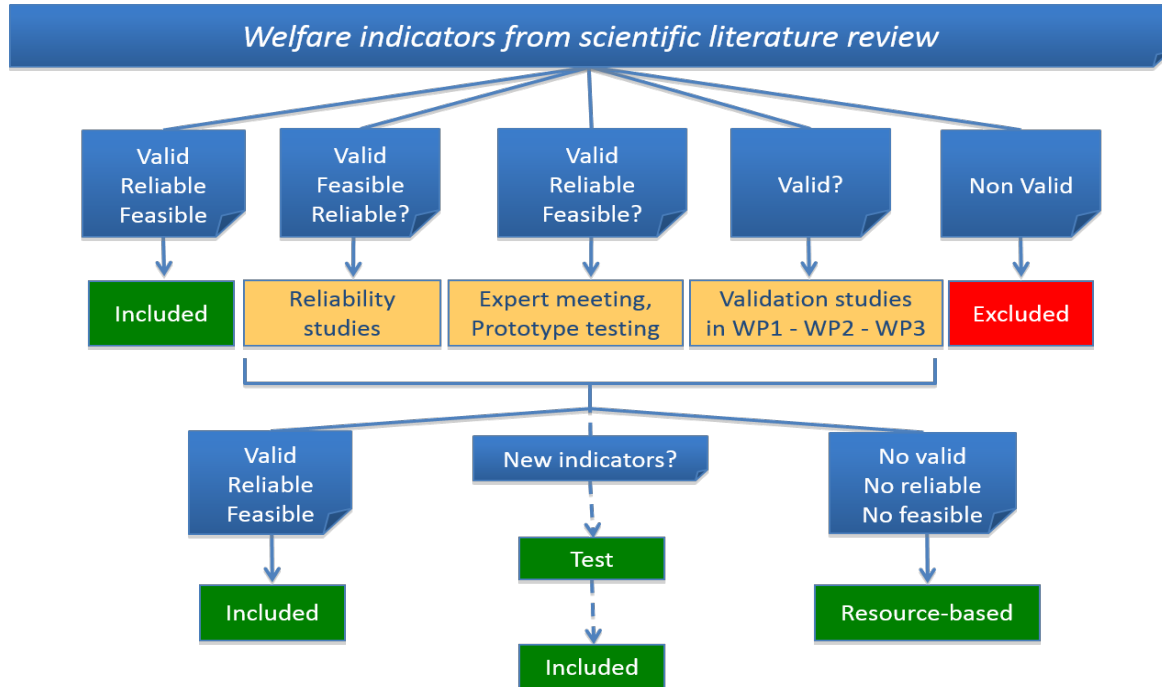 Welfare indicators from scientific literature review
Valid
Reliable
Feasible
Valid
Feasible
Reliable?
Valid
Reliable
Feasible?
Valid?
Non Valid
Included
Reliability
studies
Expert meeting,
Prototype testing
Validation studies
in WP1 - WP2 - WP3
Excluded
Valid
Reliable
Feasible
New indicators?
No valid
No reliable
No feasible
Test
Included
Resource-based
Included